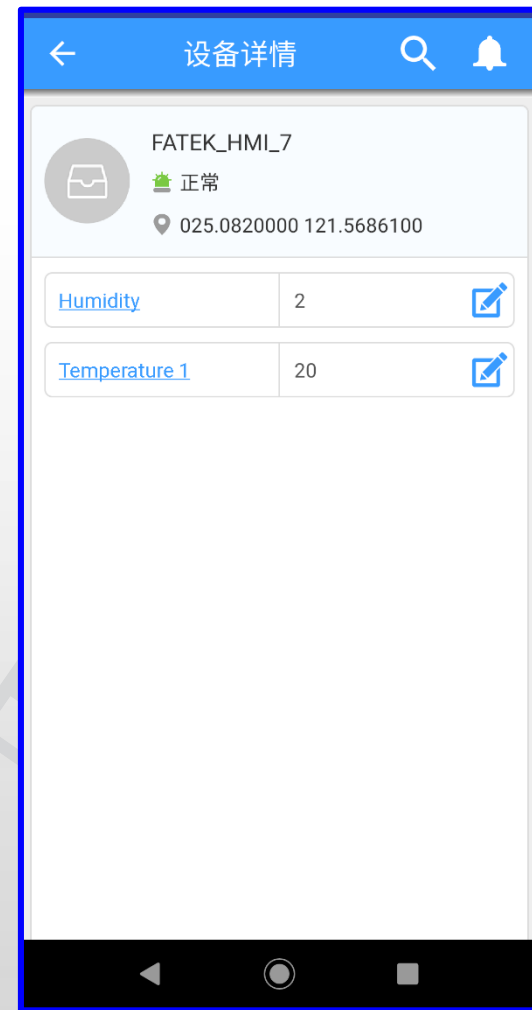 设备详情
FATEK_HMI_7
正常
025.0820000 121.5686100
Humidity 2
Temperature 1 20